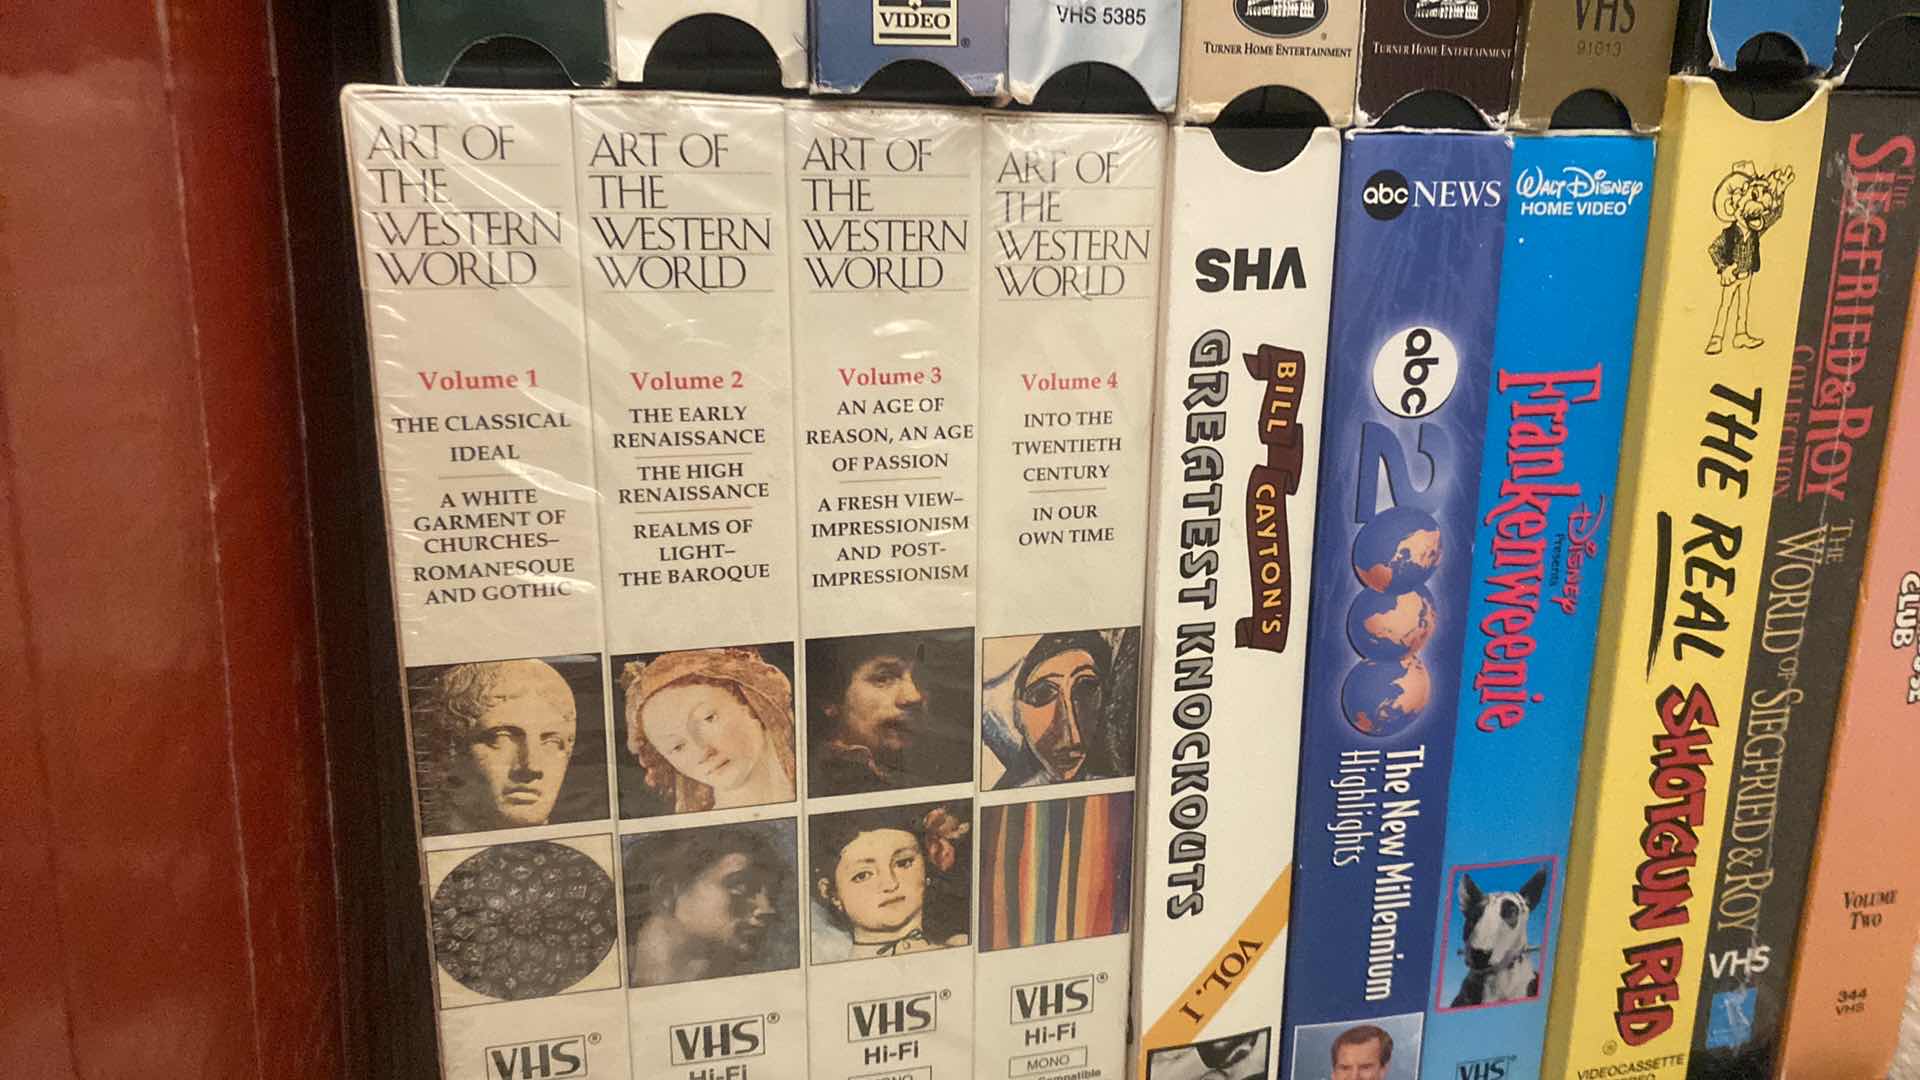 VIDEO
®
VHS 5385
TURNER HOME ENTERTAINMENT
®
TURNER HOME ENTERTAINMENT
VHS
91013
ART OF
THE
WESTERN
WORLD
Volume 1
THE CLASSICAL
IDEAL
A WHITE
GARMENT OF
CHURCHES–
ROMANESQUE
AND GOTHIC
VHS®
ART OF
THE
WESTERN
WORLD
Volume 2
THE EARLY
RENAISSANCE
THE HIGH
RENAISSANCE
REALMS OF
LIGHT–
THE BAROQUE
VHS®
Hi-Fi
ART OF
THE
WESTERN
WORLD
Volume 3
AN AGE OF
REASON, AN AGE
OF PASSION
A FRESH VIEW–
IMPRESSIONISM
AND POST-
IMPRESSIONISM
VHS®
Hi-Fi
MONO
ART OF
THE
WESTERN
WORLD
Volume 4
INTO THE
TWENTIETH
CENTURY
IN OUR
OWN TIME
VHS®
Hi-Fi
MONO
Compatible
VHS
BILL CAYTON'S
GREATEST KNOCKOUTS
VOL. I
abc NEWS
abc
2000
The New Millennium
Highlights
WALT DISNEY
HOME VIDEO
DISNEY
Presents
Frankenweenie
VHS®
THE REAL
SHOTGUN RED
®
VIDEOCASSETTE
THE
SIEGFRIED & ROY
COLLECTION
THE
WORLD OF SIEGFRIED & ROY
VHS
CLUB
VOLUME
TWO
344
VHS